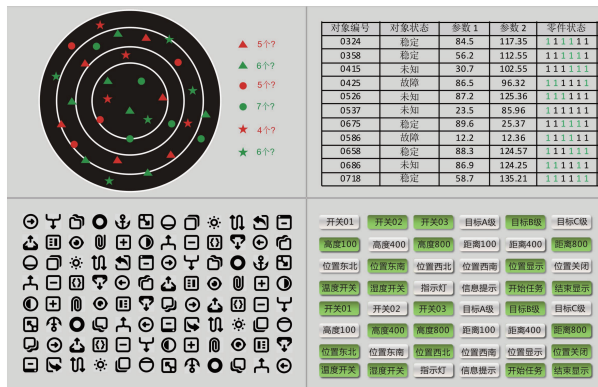 5个?
6个?
5个?
7个?
4个?
6个?
对象编号 对象状态 参数1 参数2 零件状态
0324 稳定 84.5 117.35 111111
0358 稳定 56.2 112.55 111111
0415 未知 30.7 102.55 111111
0425 故障 86.5 96.32 111111
0526 未知 87.2 125.36 111111
0537 未知 23.5 85.96 111111
0675 稳定 89.6 25.37 111111
0586 故障 12.2 12.36 111111
0658 稳定 88.3 124.57 111111
0686 未知 86.9 124.25 111111
0718 稳定 58.7 135.21 111111
开关01 开关02 开关03 目标A级 目标B级 目标C级
高度100 高度400 高度800 距离100 距离400 距离800
位置东北 位置东南 位置西北 位置西南 位置显示 位置关闭
温度开关 湿度开关 指示灯 信息提示 开始任务 结束显示
开关01 开关02 开关03 目标A级 目标B级 目标C级
高度100 高度400 高度800 距离100 距离400 距离800
位置东北 位置东南 位置西北 位置西南 位置显示 位置关闭
温度开关 湿度开关 指示灯 信息提示 开始任务 结束显示